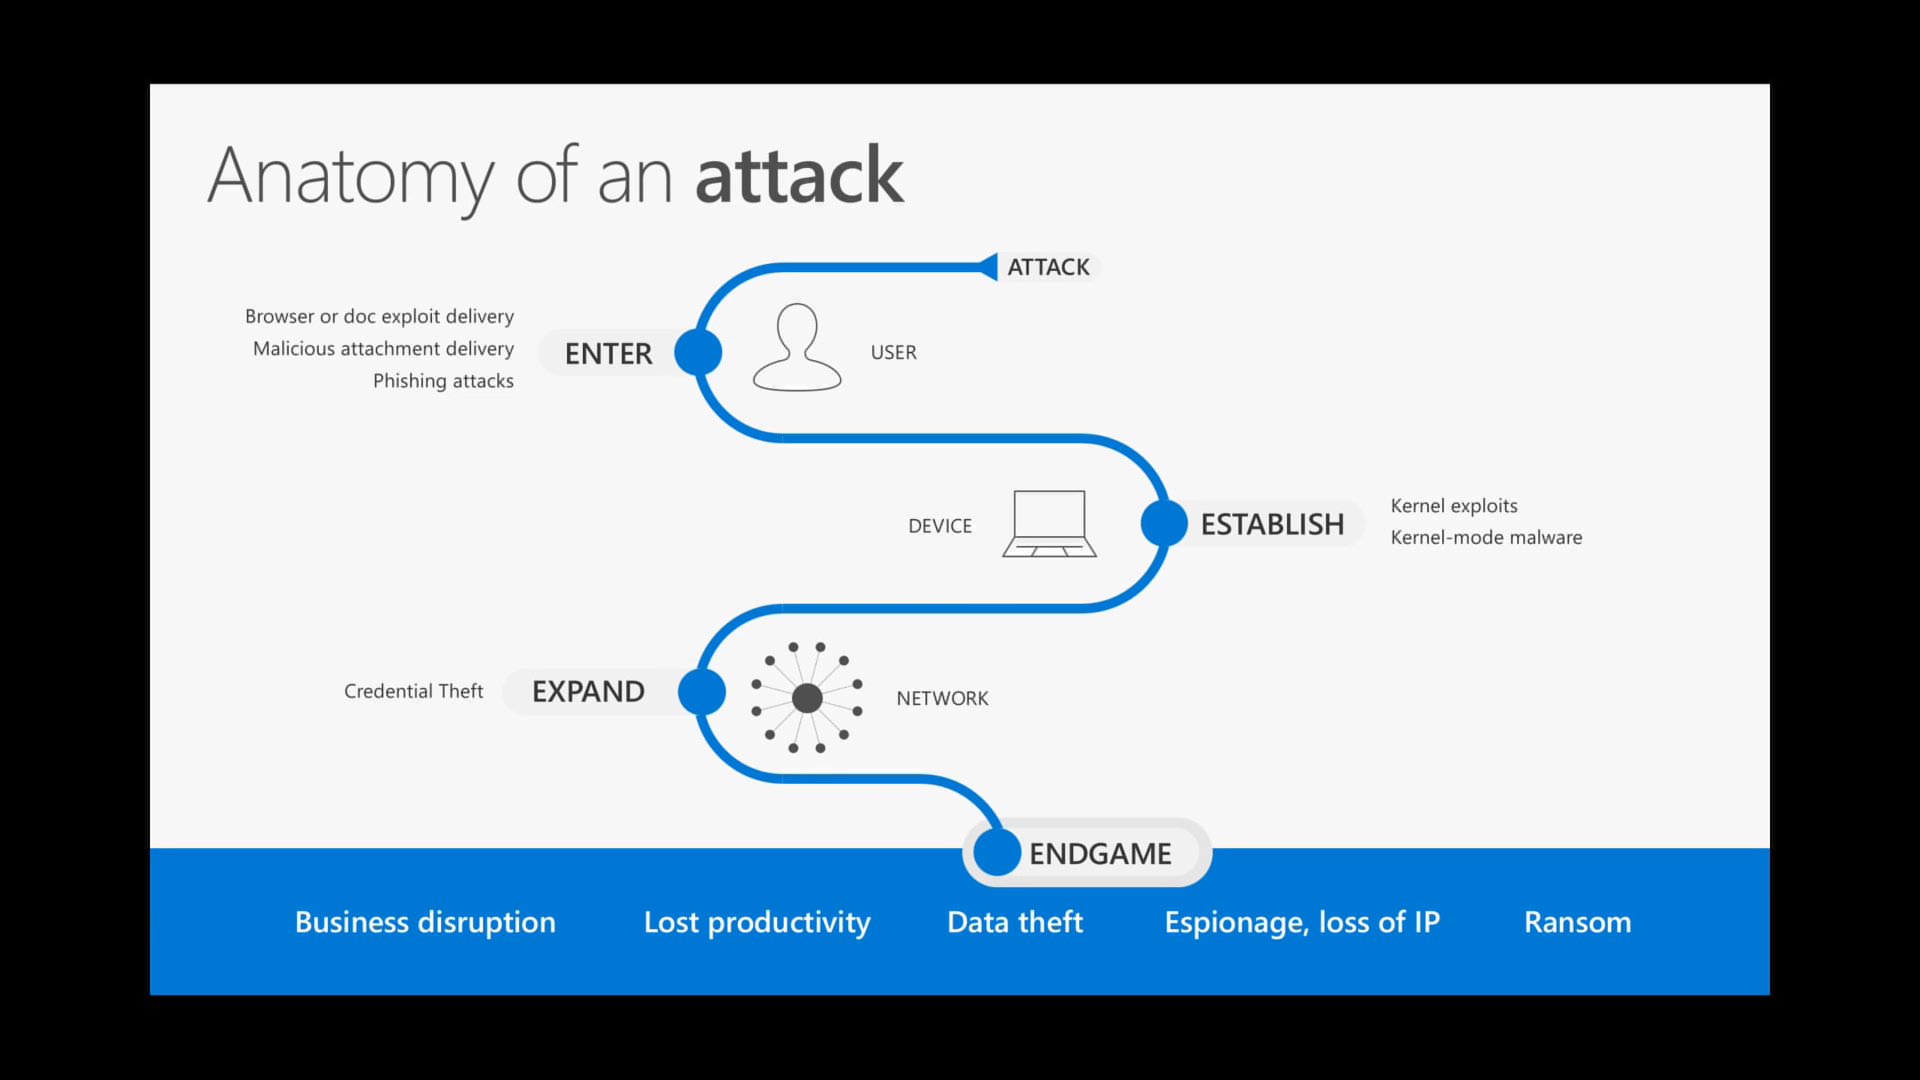 Anatomy of an attack
ATTACK
Browser or doc exploit delivery
Malicious attachment delivery
Phishing attacks
ENTER
USER
DEVICE
ESTABLISH
Kernel exploits
Kernel-mode malware
Credential Theft
EXPAND
NETWORK
ENDGAME
Business disruption
Lost productivity
Data theft
Espionage, loss of IP
Ransom